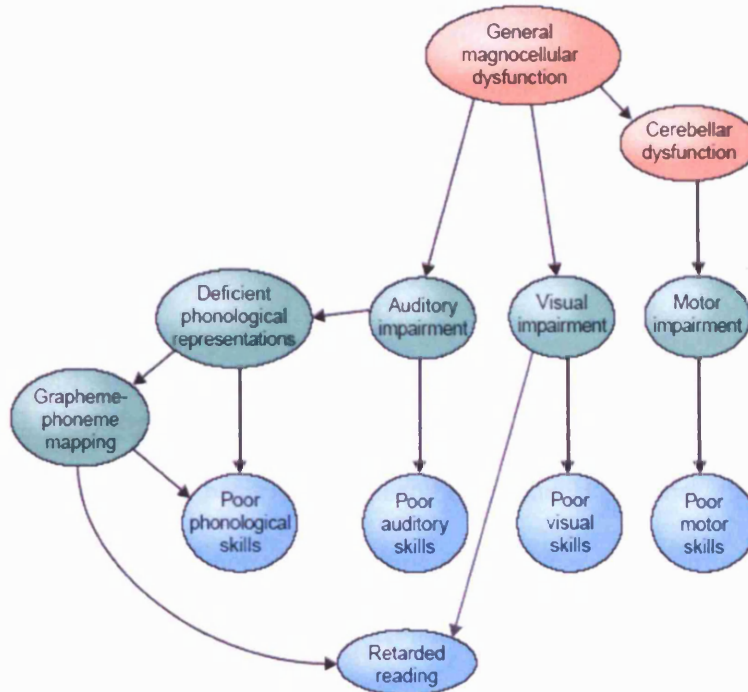 General
magnocellular
dysfunction
Cerebellar
dysfunction
Deficient
phonological
representations
Auditory
impairment
Visual
impairment
Motor
impairment
Grapheme-
phoneme
mapping
Poor
phonological
skills
Poor
auditory
skills
Poor
visual
skills
Poor
motor
skills
Retarded
reading